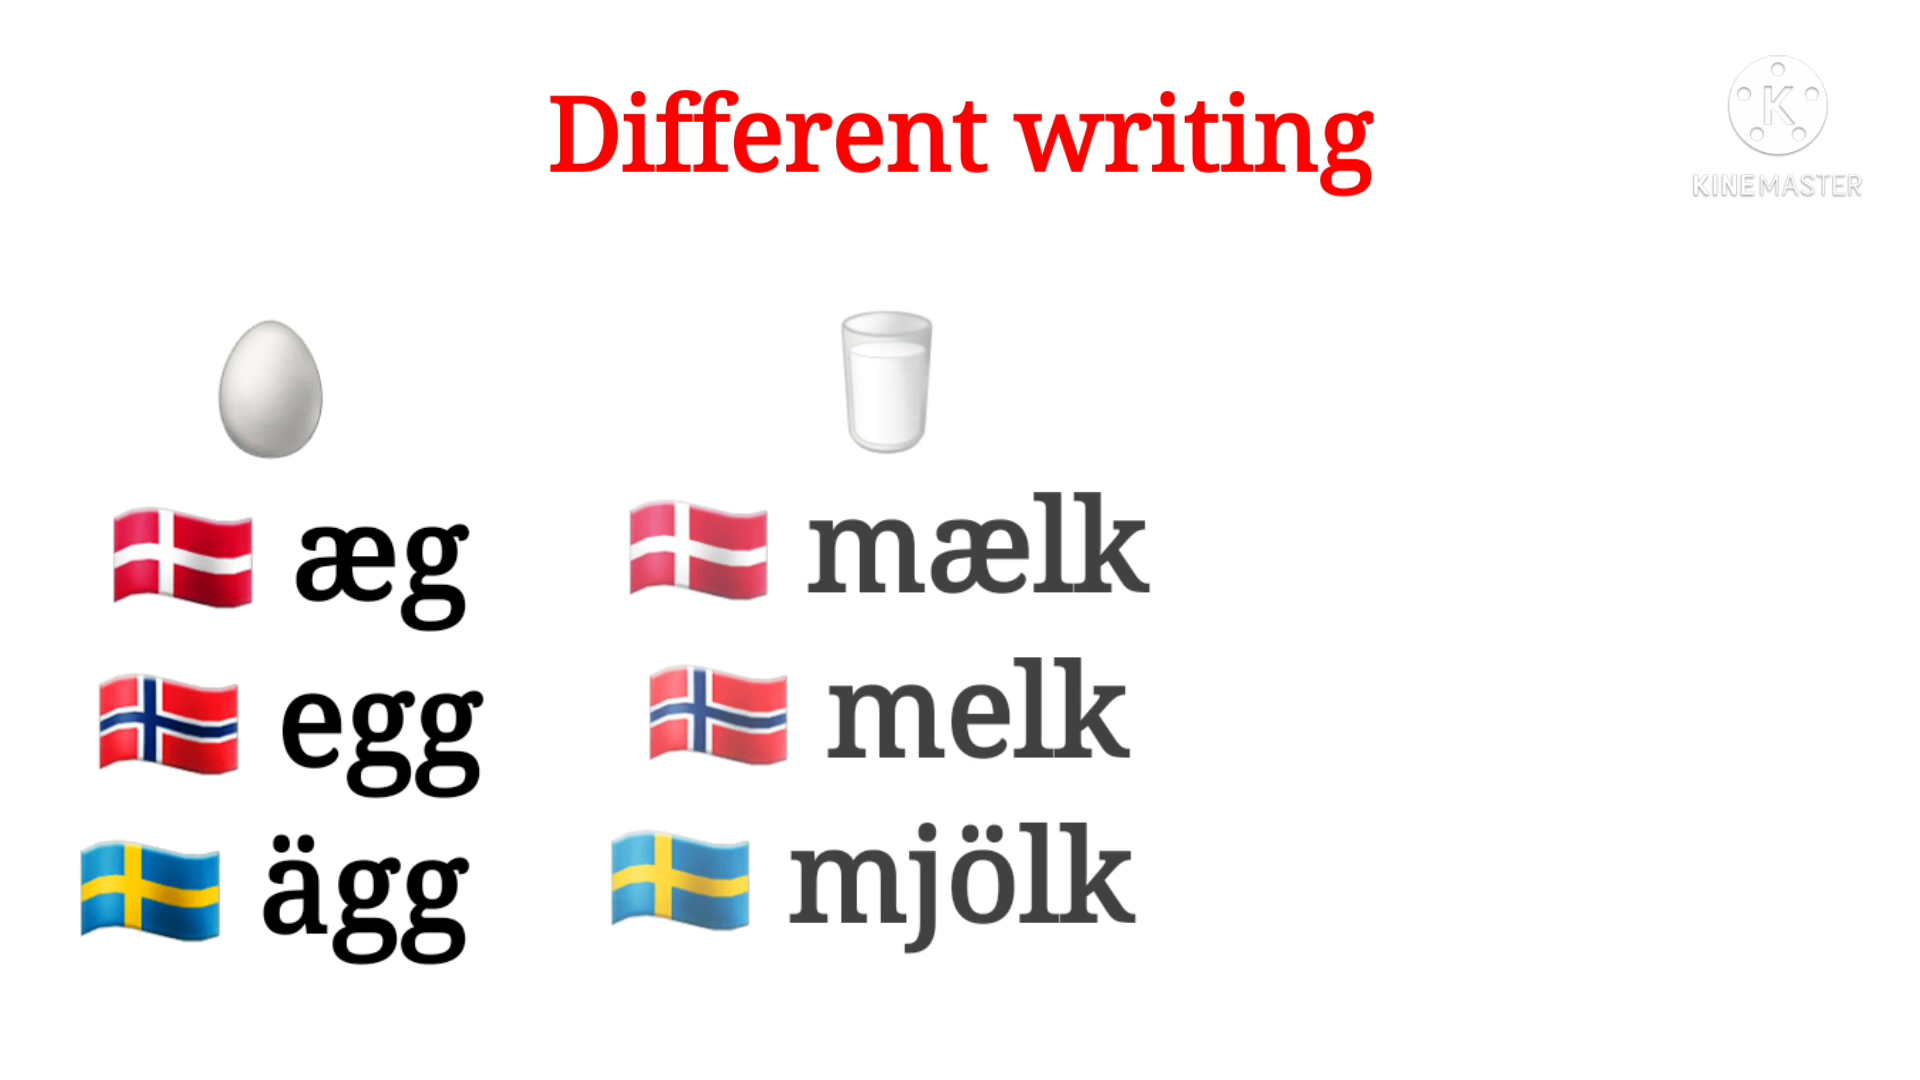 Different writing
K
KINEMASTER
æg
mælk
egg
melk
ägg
mjölk